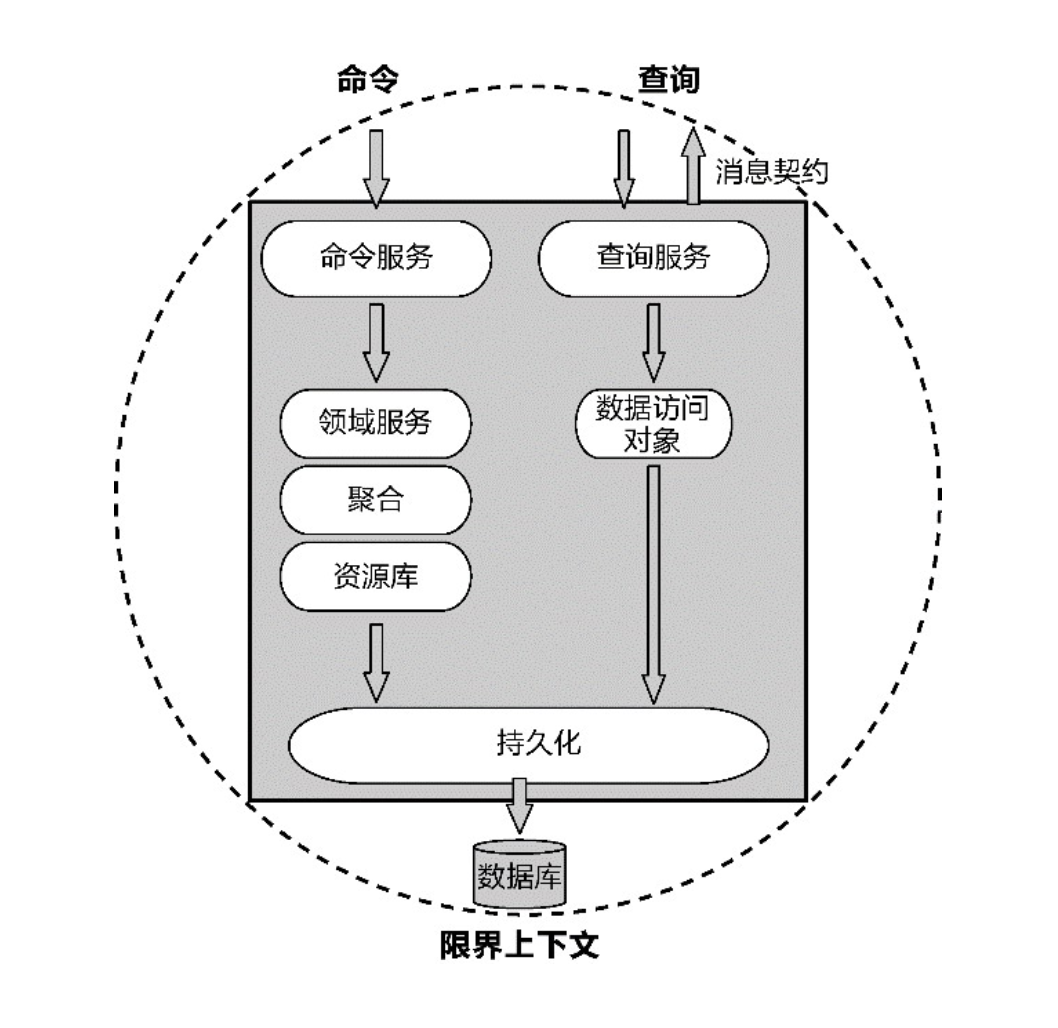 命令
查询
消息契约
命令服务
查询服务
领域服务
数据访问
对象
聚合
资源库
持久化
数据库
限界上下文